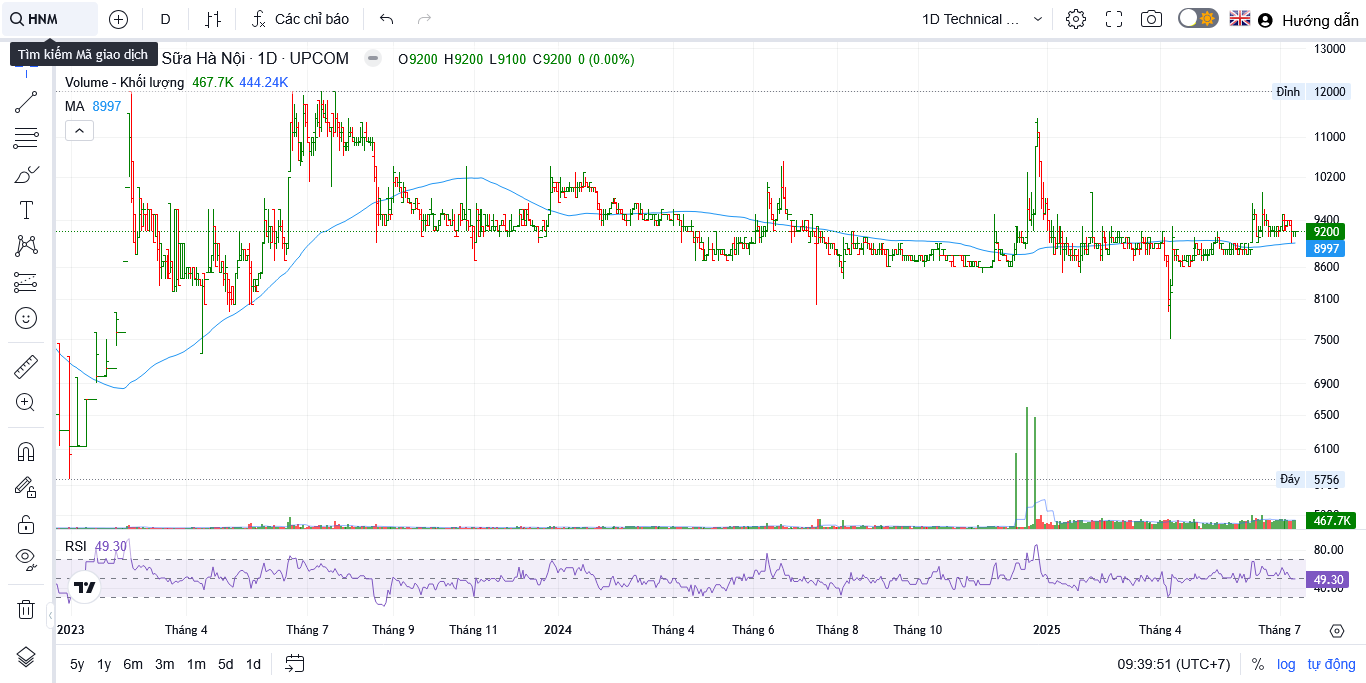 HNM D Các chỉ báo 1D Technical ... Hướng dẫn
Tìm kiếm Mã giao dịch
Sữa Hà Nội · 1D · UPCOM O9200 H9200 L9100 C9200 0 (0.00%)
Volume - Khối lượng 467.7K 444.24K
MA 8997
13000
Đỉnh 12000
11000
10200
9400
9200
8997
8600
8100
7500
6900
6500
6100
Đáy 5756
467.7K
RSI 49.30
80.00
49.30
40.00
2023 Tháng 4 Tháng 7 Tháng 9 Tháng 11 2024 Tháng 4 Tháng 6 Tháng 8 Tháng 10 2025 Tháng 4 Tháng 7
5y 1y 6m 3m 1m 5d 1d 09:39:51 (UTC+7) % log tự động